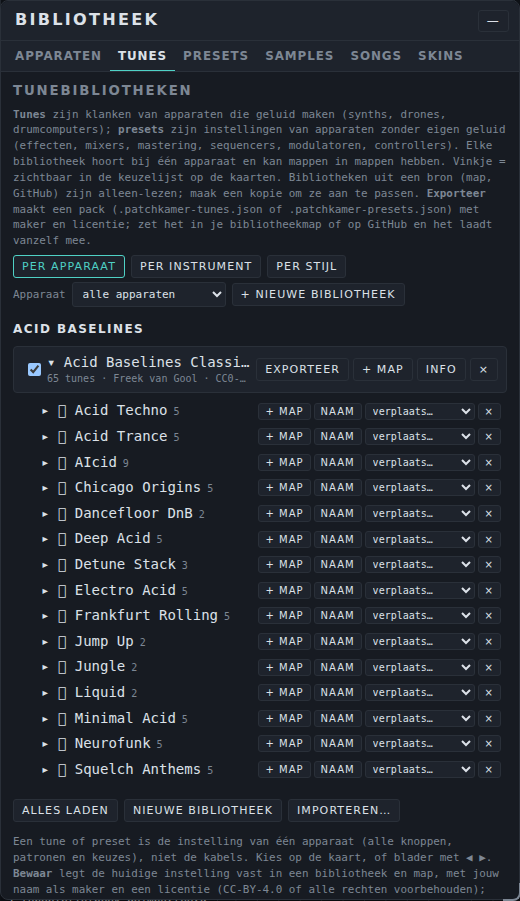 BIBLIOTHEEK
—
APPARATEN TUNES PRESETS SAMPLES SONGS SKINS
TUNEBIBLIOTHEKEN
Tunes zijn klanken van apparaten die geluid maken (synths, drones,
drumcomputers); presets zijn instellingen van apparaten zonder eigen geluid
(effecten, mixers, mastering, sequencers, modulatoren, controllers). Elke
bibliotheek hoort bij één apparaat en kan mappen in mappen hebben. Vinkje =
zichtbaar in de keuzelijst op de kaarten. Bibliotheken uit een bron (map,
GitHub) zijn alleen-lezen; maak een kopie om ze aan te passen. Exporteer
maakt een pack (.patchkamer-tunes.json of .patchkamer-presets.json) met
maker en licentie; zet het in je bibliotheekmap of op GitHub en het laadt
vanzelf mee.
PER APPARAAT PER INSTRUMENT PER STIJL
Apparaat alle apparaten + NIEUWE BIBLIOTHEEK
ACID BASELINES
▾ Acid Baselines Classi… EXPORTEER + MAP INFO ×
65 tunes · Freek van Gool · CC0-…
▸ Acid Techno 5 + MAP NAAM verplaats… ×
▸ Acid Trance 5 + MAP NAAM verplaats… ×
▸ AIcid 9 + MAP NAAM verplaats… ×
▸ Chicago Origins 5 + MAP NAAM verplaats… ×
▸ Dancefloor DnB 2 + MAP NAAM verplaats… ×
▸ Deep Acid 5 + MAP NAAM verplaats… ×
▸ Detune Stack 3 + MAP NAAM verplaats… ×
▸ Electro Acid 5 + MAP NAAM verplaats… ×
▸ Frankfurt Rolling 5 + MAP NAAM verplaats… ×
▸ Jump Up 2 + MAP NAAM verplaats… ×
▸ Jungle 2 + MAP NAAM verplaats… ×
▸ Liquid 2 + MAP NAAM verplaats… ×
▸ Minimal Acid 5 + MAP NAAM verplaats… ×
▸ Neurofunk 5 + MAP NAAM verplaats… ×
▸ Squelch Anthems 5 + MAP NAAM verplaats… ×
ALLES LADEN NIEUWE BIBLIOTHEEK IMPORTEREN…
Een tune of preset is de instelling van één apparaat (alle knoppen,
patronen en keuzes), niet de kabels. Kies op de kaart, of blader met ◀ ▶.
Bewaar legt de huidige instelling vast in een bibliotheek en map, met jouw
naam als maker en een licentie (CC-BY-4.0 of alle rechten voorbehouden);